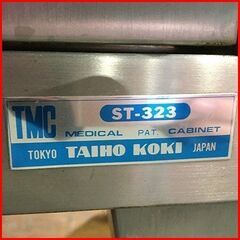 TMC ST-323
MEDICAL PAT. CABINET
TOKYO TAIHO KOKI JAPAN